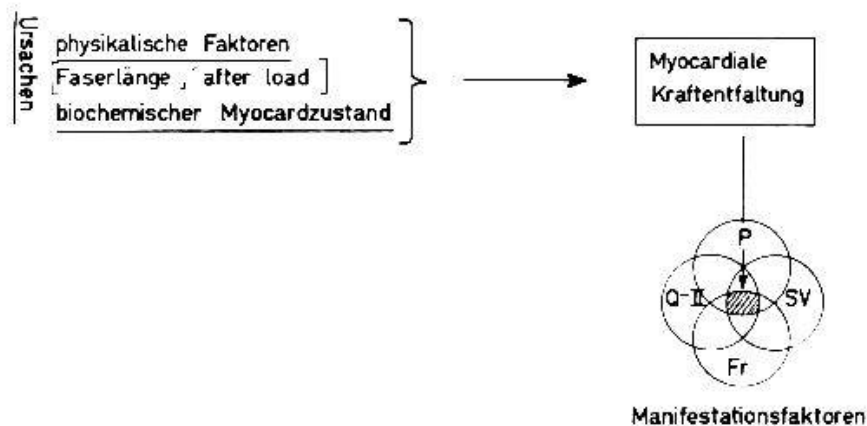 Ursachen
physikalische Faktoren
[Faserlänge, after load]
biochemischer Myocardzustand
Myocardiale
Kraftentfaltung
P
Q-II
SV
Fr
Manifestationsfaktoren